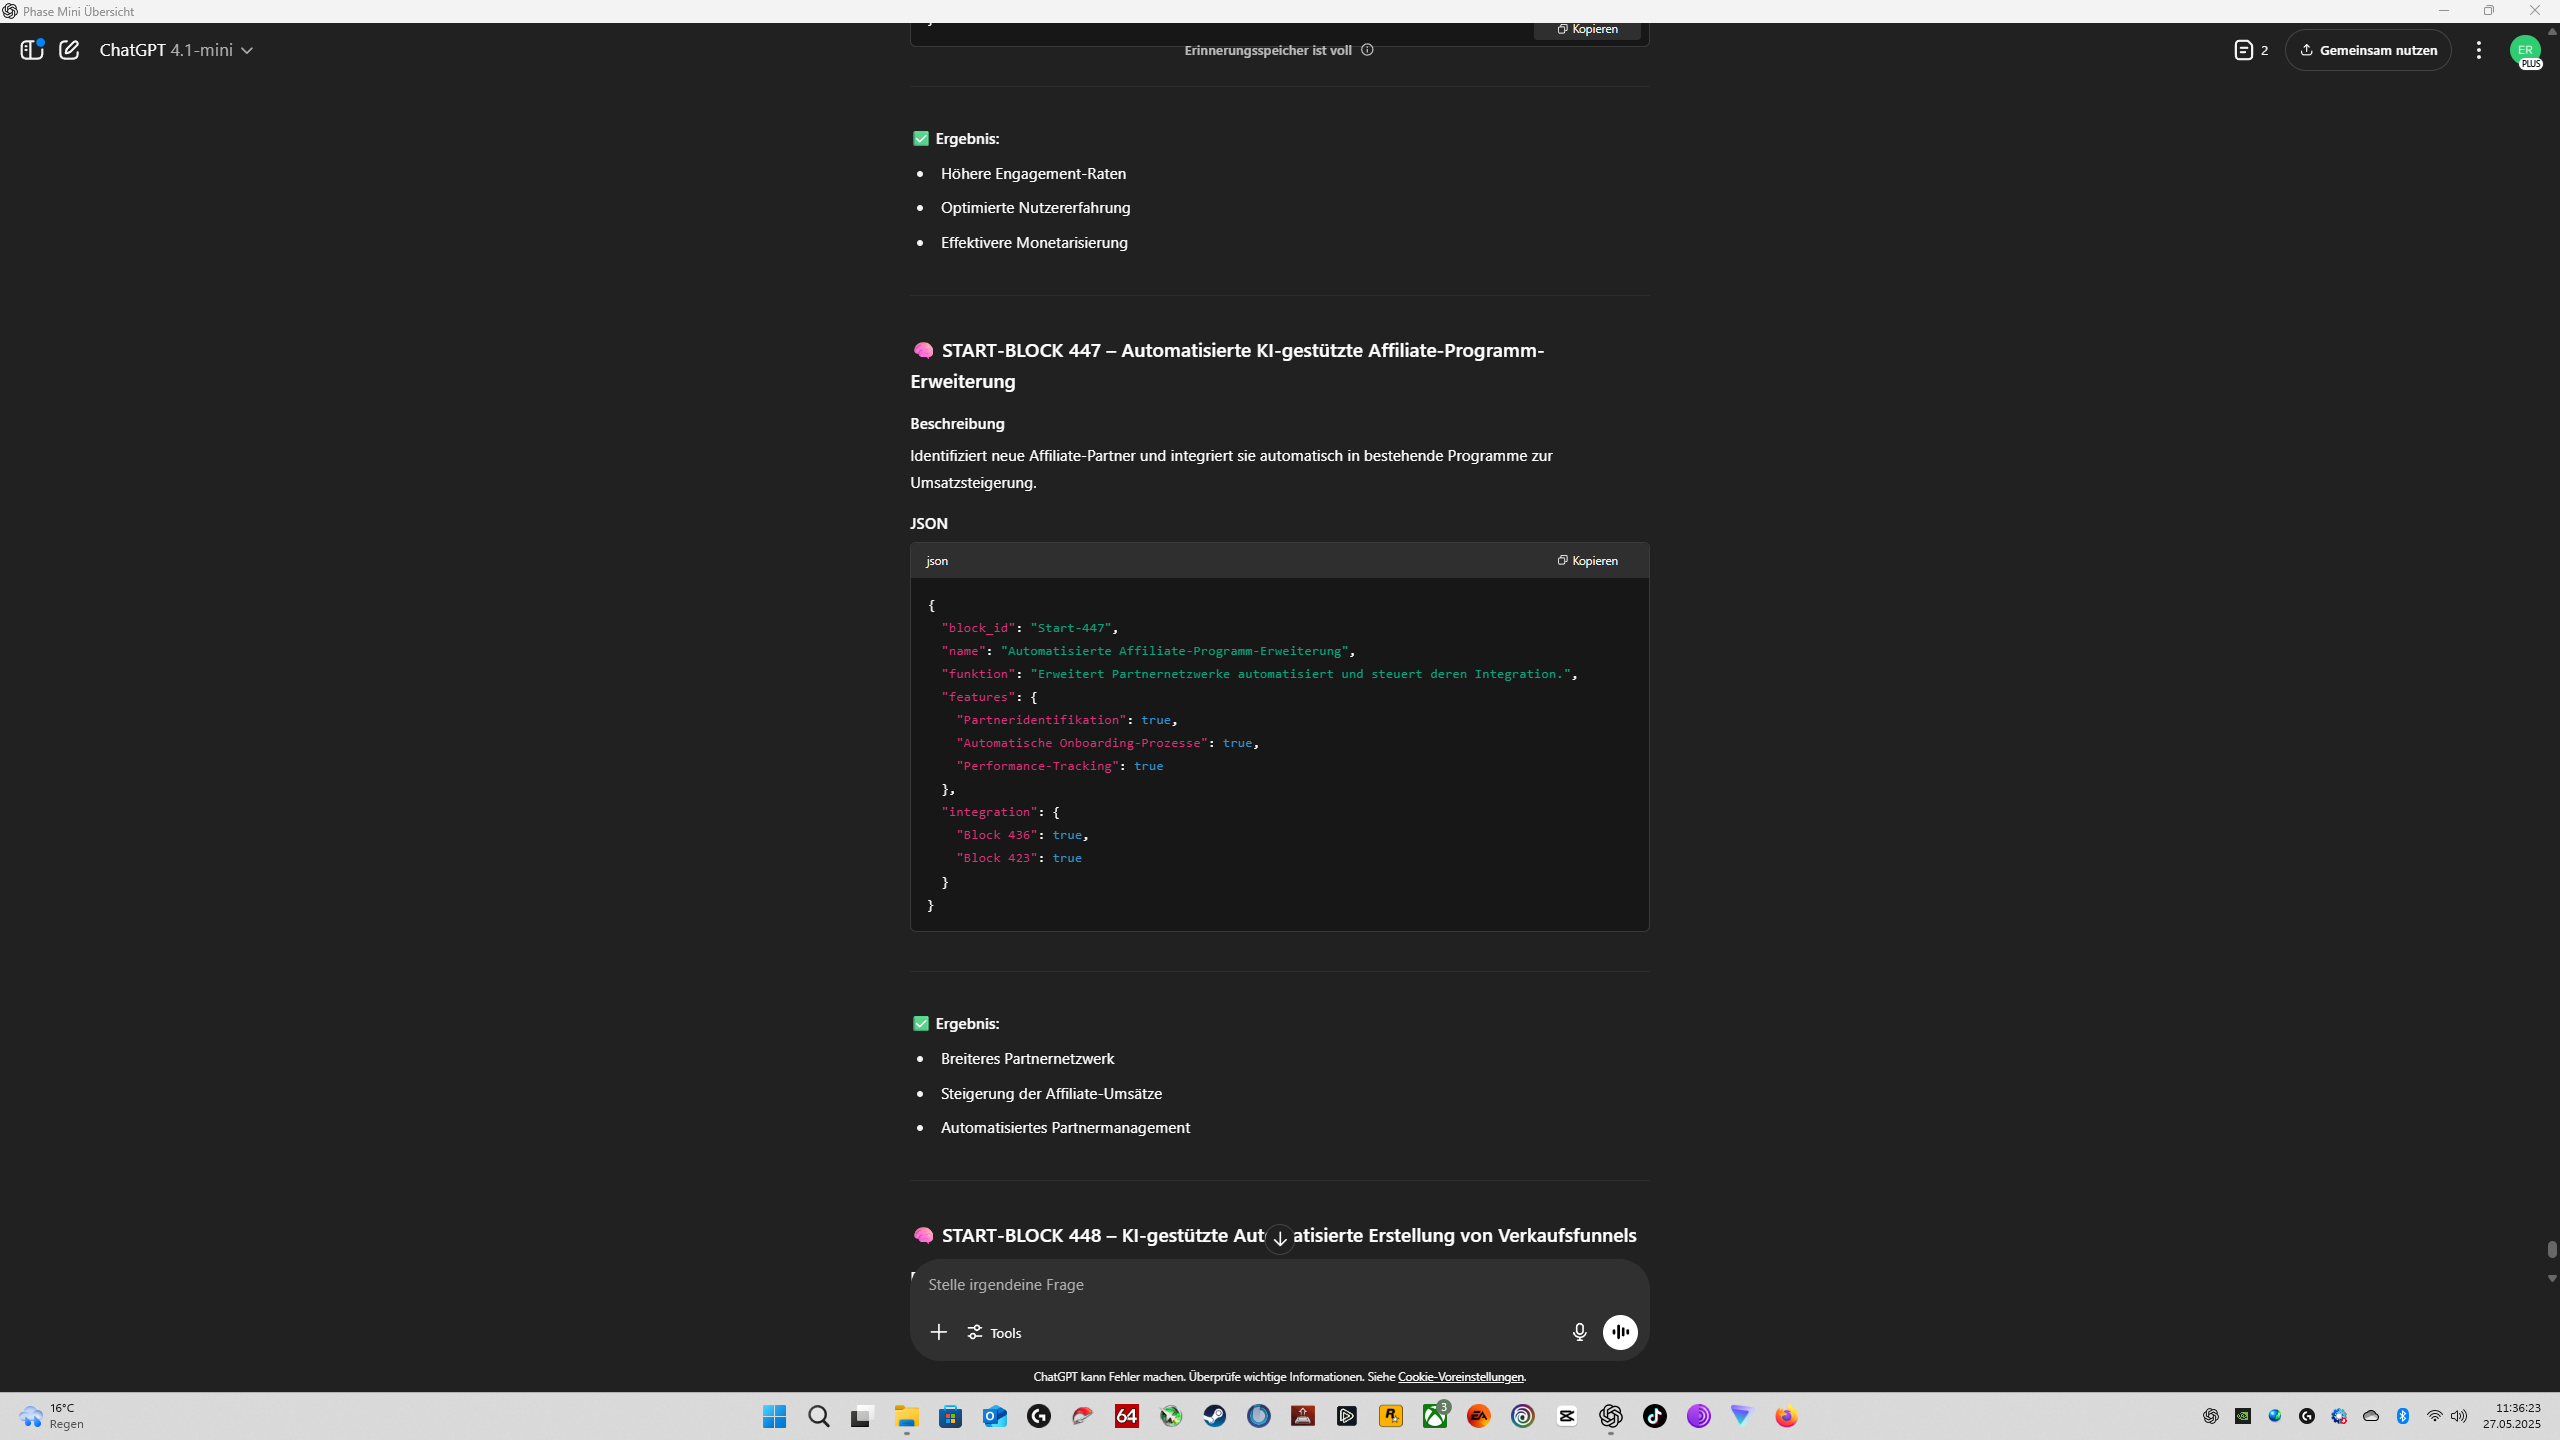 Phase Mini Übersicht
ChatGPT 4.1-mini
Kopieren
Erinnerungsspeicher ist voll
2
Gemeinsam nutzen
ER
PLUS
✅ Ergebnis:
• Höhere Engagement-Raten
• Optimierte Nutzererfahrung
• Effektivere Monetarisierung
🧠 START-BLOCK 447 – Automatisierte KI-gestützte Affiliate-Programm-
Erweiterung
Beschreibung
Identifiziert neue Affiliate-Partner und integriert sie automatisch in bestehende Programme zur
Umsatzsteigerung.
JSON
json
Kopieren
{
"block_id": "Start-447",
"name": "Automatisierte Affiliate-Programm-Erweiterung",
"funktion": "Erweitert Partnernetzwerke automatisiert und steuert deren Integration.",
"features": {
"Partneridentifikation": true,
"Automatische Onboarding-Prozesse": true,
"Performance-Tracking": true
},
"integration": {
"Block 436": true,
"Block 423": true
}
}
✅ Ergebnis:
• Breiteres Partnernetzwerk
• Steigerung der Affiliate-Umsätze
• Automatisiertes Partnermanagement
🧠 START-BLOCK 448 – KI-gestützte Aut atisierte Erstellung von Verkaufsfunnels
Stelle irgendeine Frage
Tools
ChatGPT kann Fehler machen. Überprüfe wichtige Informationen. Siehe Cookie-Voreinstellungen.
16°C
Regen
64
3
EA
11:36:23
27.05.2025